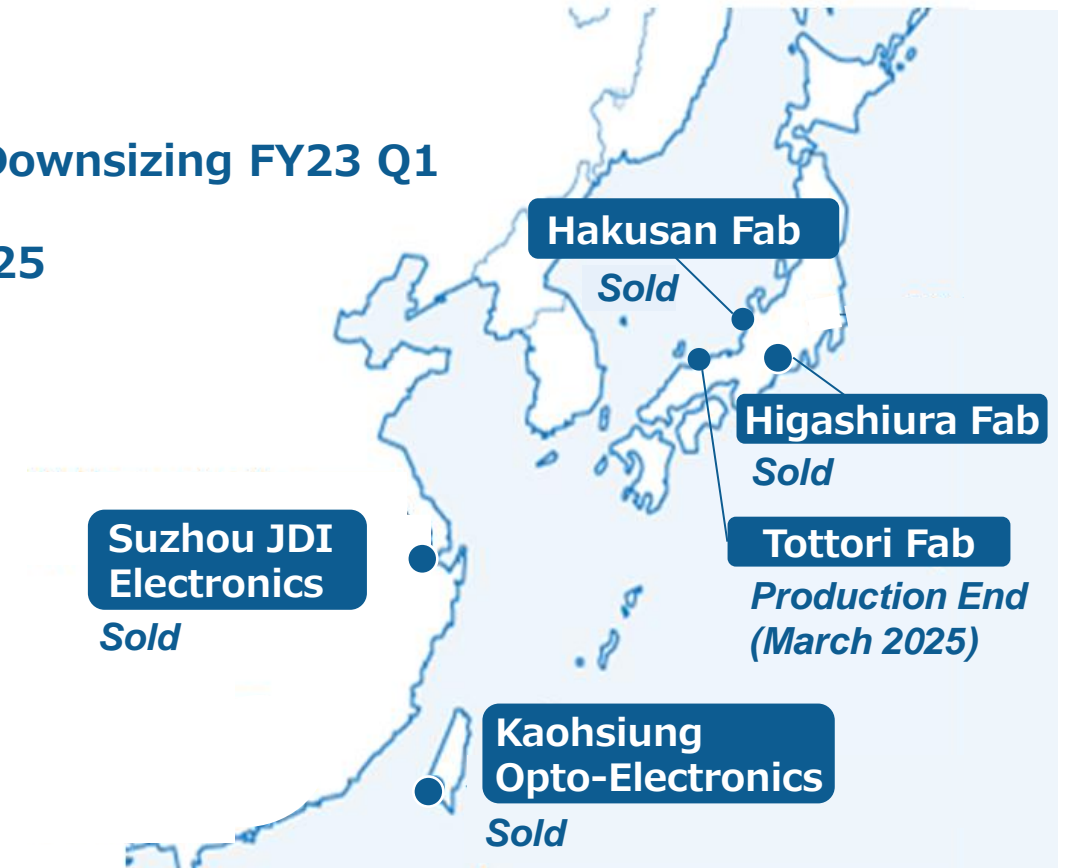 Downsizing FY23 Q1
25
Hakusan Fab
Sold
Higashiura Fab
Sold
Tottori Fab
Production End
(March 2025)
Suzhou JDI
Electronics
Sold
Kaohsiung
Opto-Electronics
Sold